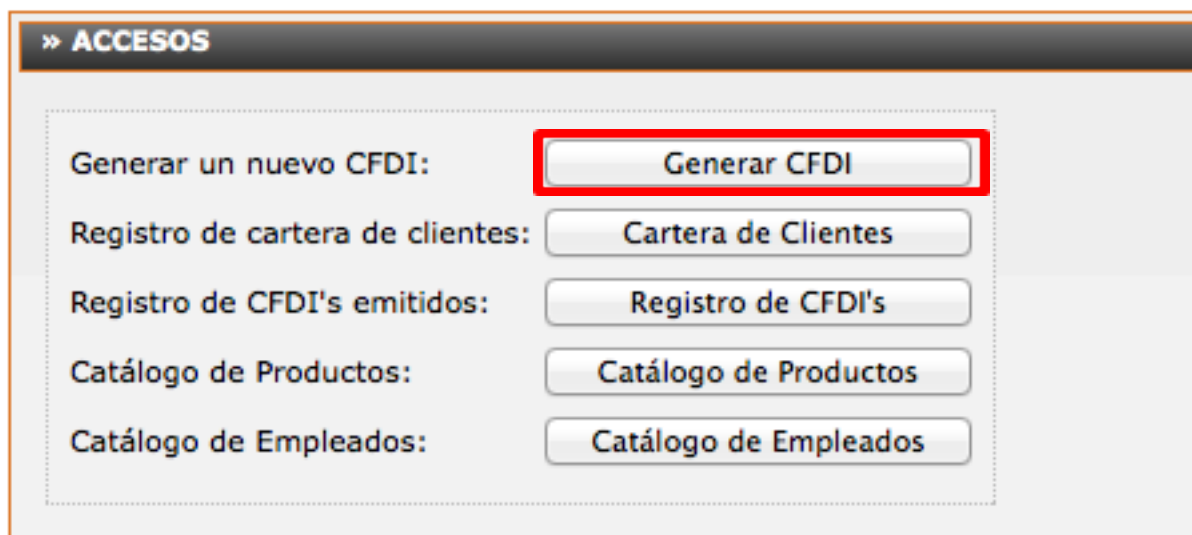 » ACCESOS
Generar un nuevo CFDI: Generar CFDI
Registro de cartera de clientes: Cartera de Clientes
Registro de CFDI's emitidos: Registro de CFDI's
Catálogo de Productos: Catálogo de Productos
Catálogo de Empleados: Catálogo de Empleados